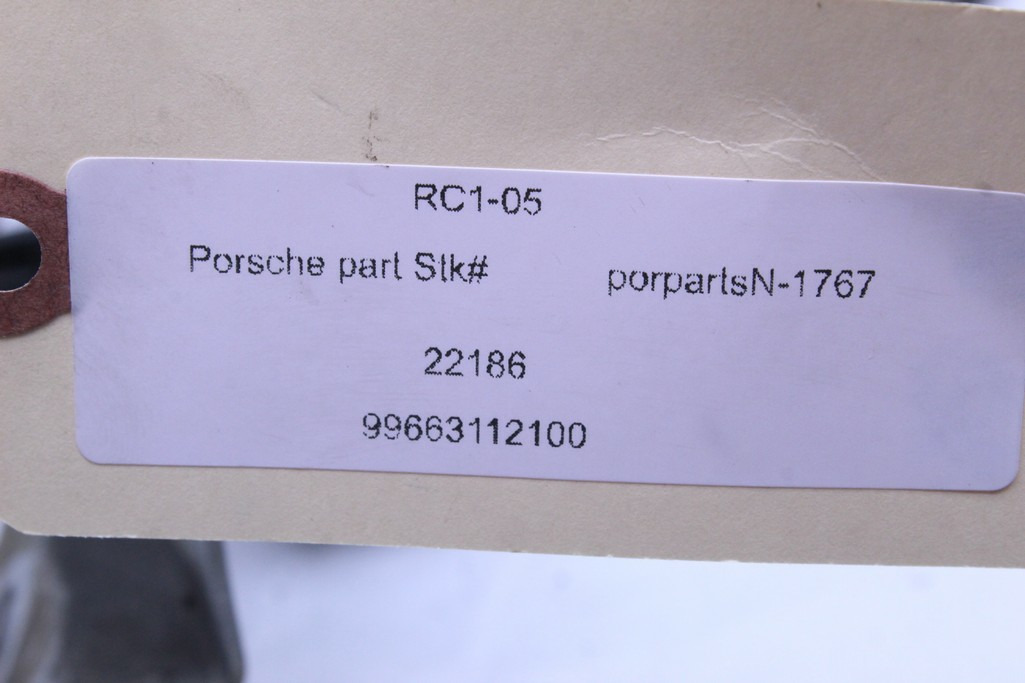 RC1-05
Porsche part Stk# porpartsN-1767
22186
99663112100